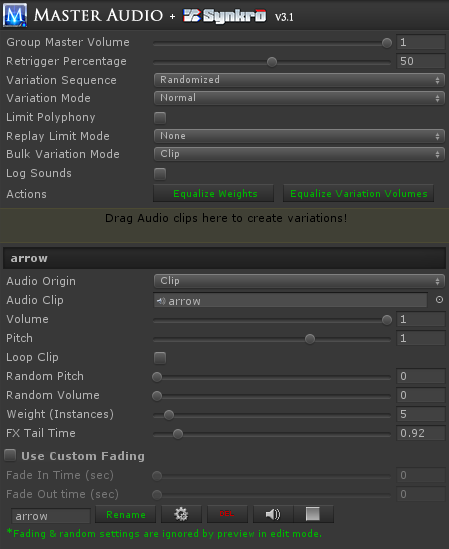 M MASTER AUDIO + Synkro v3.1
Group Master Volume 1
Retrigger Percentage 50
Variation Sequence Randomized
Variation Mode Normal
Limit Polyphony
Replay Limit Mode None
Bulk Variation Mode Clip
Log Sounds
Actions Equalize Weights Equalize Variation Volumes
Drag Audio clips here to create variations!
arrow
Audio Origin Clip
Audio Clip arrow
Volume 1
Pitch 1
Loop Clip
Random Pitch 0
Random Volume 0
Weight (Instances) 5
FX Tail Time 0.92
Use Custom Fading
Fade In Time (sec) 0
Fade Out time (sec) 0
arrow Rename
*Fading & random settings are ignored by preview in edit mode.